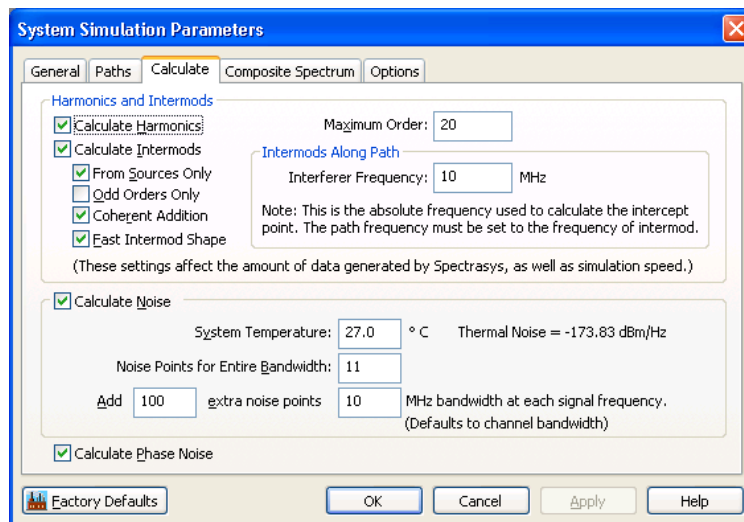 System Simulation Parameters
General Paths Calculate Composite Spectrum Options
Harmonics and Intermods
Calculate Harmonics
Maximum Order: 20
Calculate Intermods
From Sources Only
Odd Orders Only
Coherent Addition
Fast Intermod Shape
Intermods Along Path
Interferer Frequency: 10 MHz
Note: This is the absolute frequency used to calculate the intercept
point. The path frequency must be set to the frequency of intermod.
(These settings affect the amount of data generated by Spectrasys, as well as simulation speed.)
Calculate Noise
System Temperature: 27.0 ° C Thermal Noise = -173.83 dBm/Hz
Noise Points for Entire Bandwidth: 11
Add 100 extra noise points 10 MHz bandwidth at each signal frequency.
(Defaults to channel bandwidth)
Calculate Phase Noise
Factory Defaults OK Cancel Apply Help